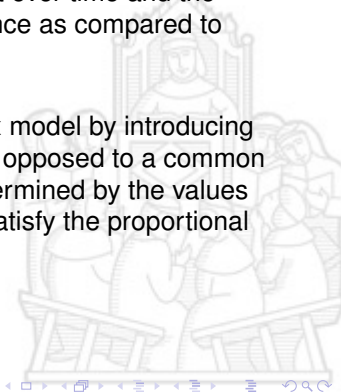 over time and the
nce as compared to
model by introducing
opposed to a common
ermined by the values
atisfy the proportional